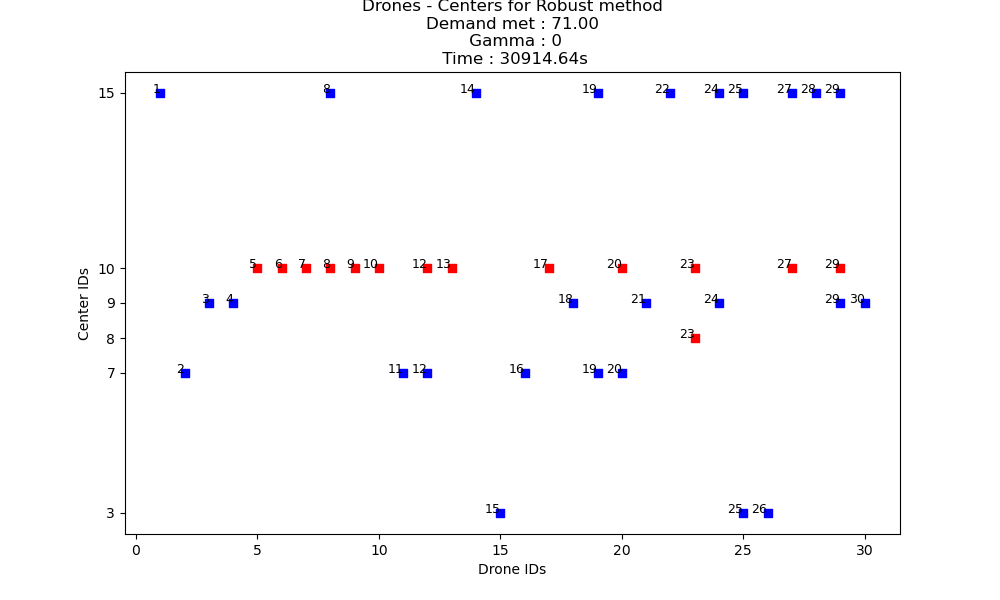 Drones - Centers for Robust method
Demand met : 71.00
Gamma : 0
Time : 30914.64s
15
1 8 14 19 22 24 25 27 28 29
10
5 6 7 8 9 10 12 13 17 20 23 27 29
9
3 4 18 21 24 29 30
8
23
7
2 11 12 16 19 20
3
15 25 26
Center IDs
0 5 10 15 20 25 30
Drone IDs